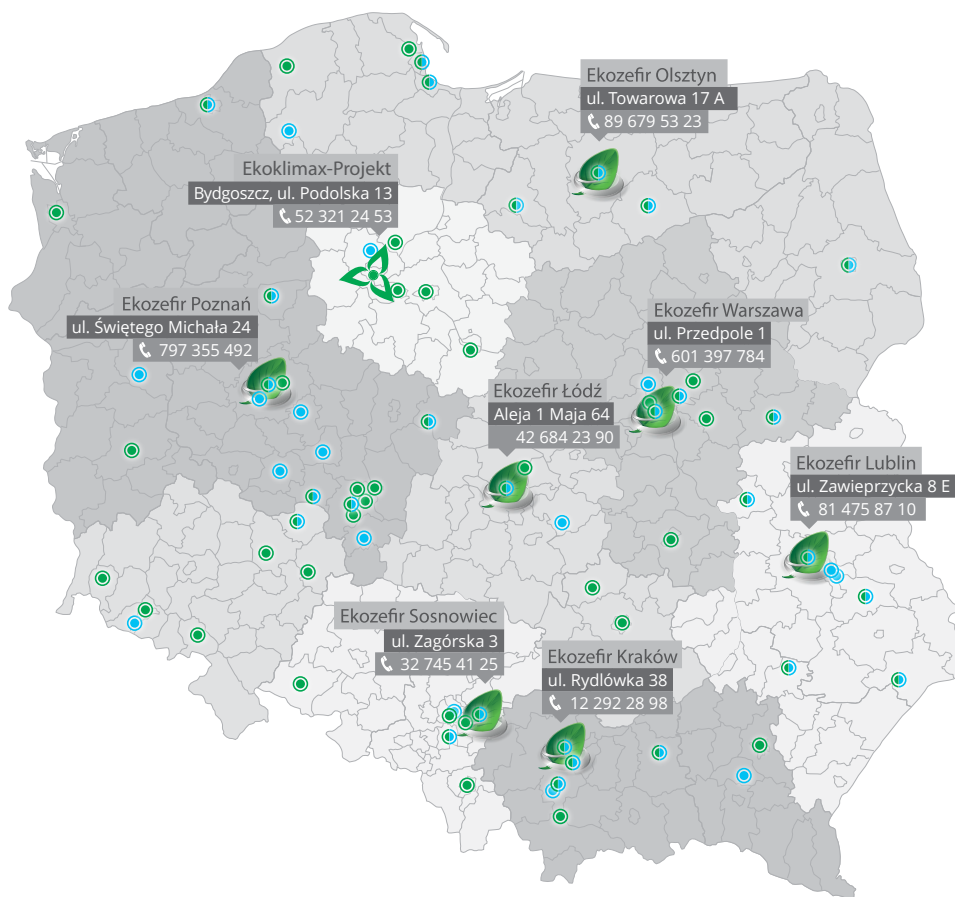 Ekozefir Olsztyn
ul. Towarowa 17 A
89 679 53 23
Ekoklimax-Projekt
Bydgoszcz, ul. Podolska 13
52 321 24 53
Ekozefir Poznań
ul. Świętego Michała 24
797 355 492
Ekozefir Warszawa
ul. Przedpole 1
601 397 784
Ekozefir Łódź
Aleja 1 Maja 64
42 684 23 90
Ekozefir Lublin
ul. Zawieprzycka 8 E
81 475 87 10
Ekozefir Sosnowiec
ul. Zagórska 3
32 745 41 25
Ekozefir Kraków
ul. Rydlówka 38
12 292 28 98